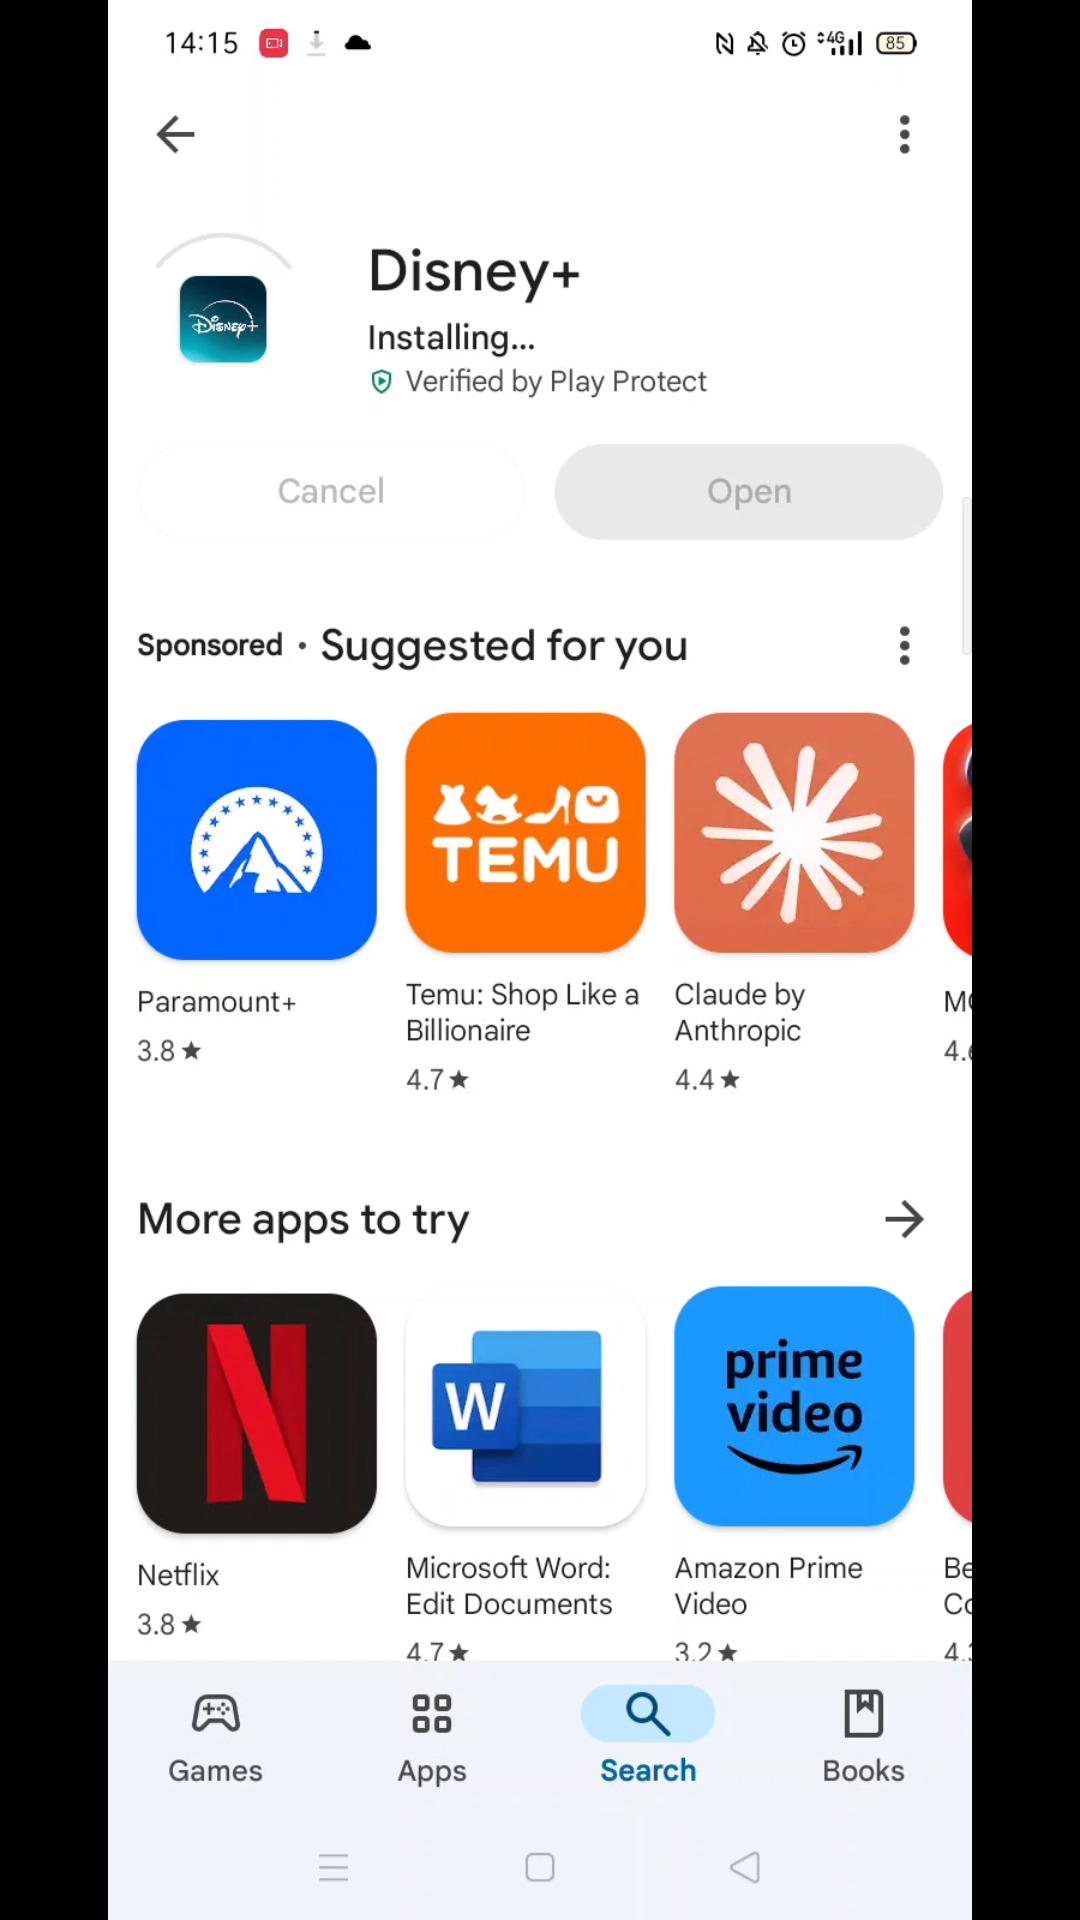 14:15
4G
85
Disney+
Disney+
Installing...
Verified by Play Protect
Cancel
Open
Sponsored • Suggested for you
TEMU
Paramount+
3.8★
Temu: Shop Like a
Billionaire
4.7★
Claude by
Anthropic
4.4★
More apps to try
W
prime
video
Netflix
3.8★
Microsoft Word:
Edit Documents
4.7★
Amazon Prime
Video
3.2★
Games
Apps
Search
Books